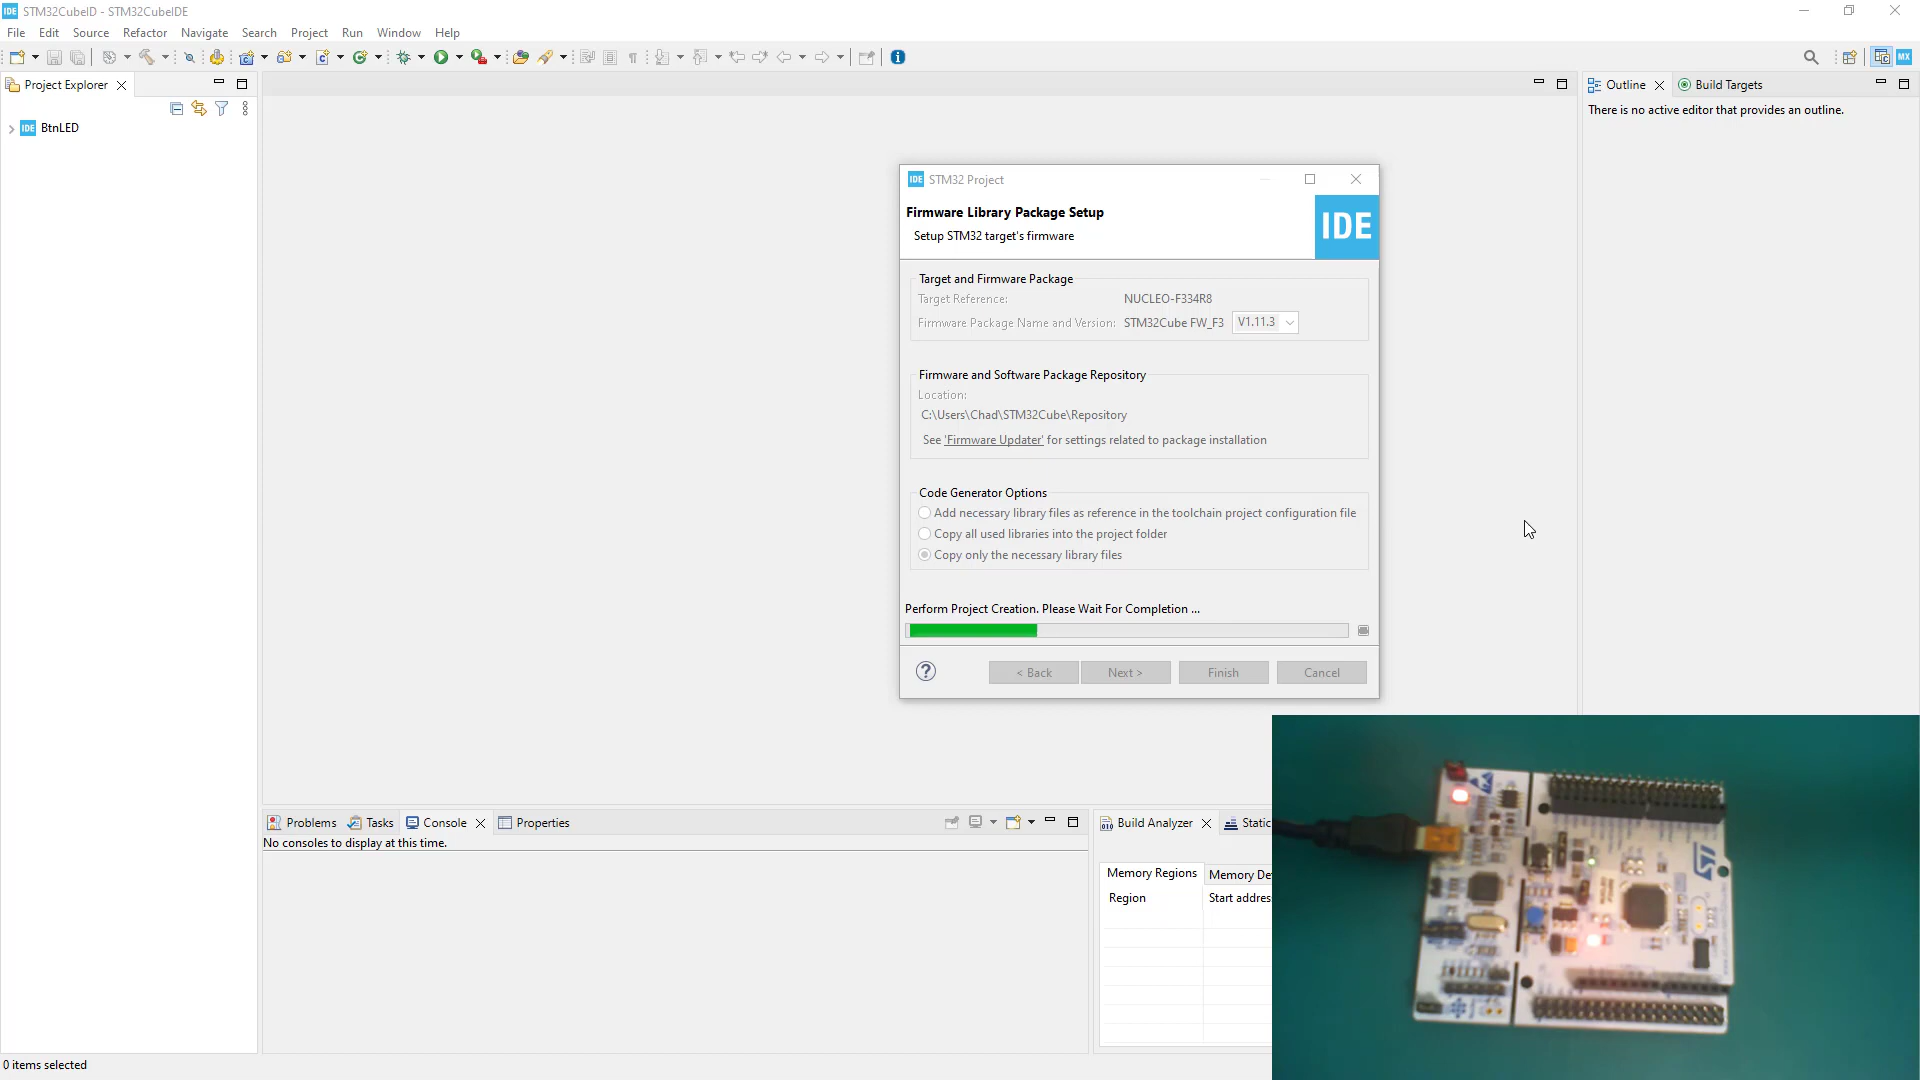 IDE STM32CubeID - STM32CubeIDE
File Edit Source Refactor Navigate Search Project Run Window Help
MX
Project Explorer
Outline
Build Targets
There is no active editor that provides an outline.
IDE BtnLED
IDE STM32 Project
Firmware Library Package Setup
Setup STM32 target's firmware
IDE
Target and Firmware Package
Target Reference: NUCLEO-F334R8
Firmware Package Name and Version: STM32Cube FW_F3 V1.11.3
Firmware and Software Package Repository
Location:
C:\Users\Chad\STM32Cube\Repository
See 'Firmware Updater' for settings related to package installation
Code Generator Options
Add necessary library files as reference in the toolchain project configuration file
Copy all used libraries into the project folder
Copy only the necessary library files
Perform Project Creation. Please Wait For Completion ...
? < Back Next > Finish Cancel
Problems Tasks Console Properties
No consoles to display at this time.
Build Analyzer Static
Memory Regions Memory De
Region Start addres
ST
0 items selected